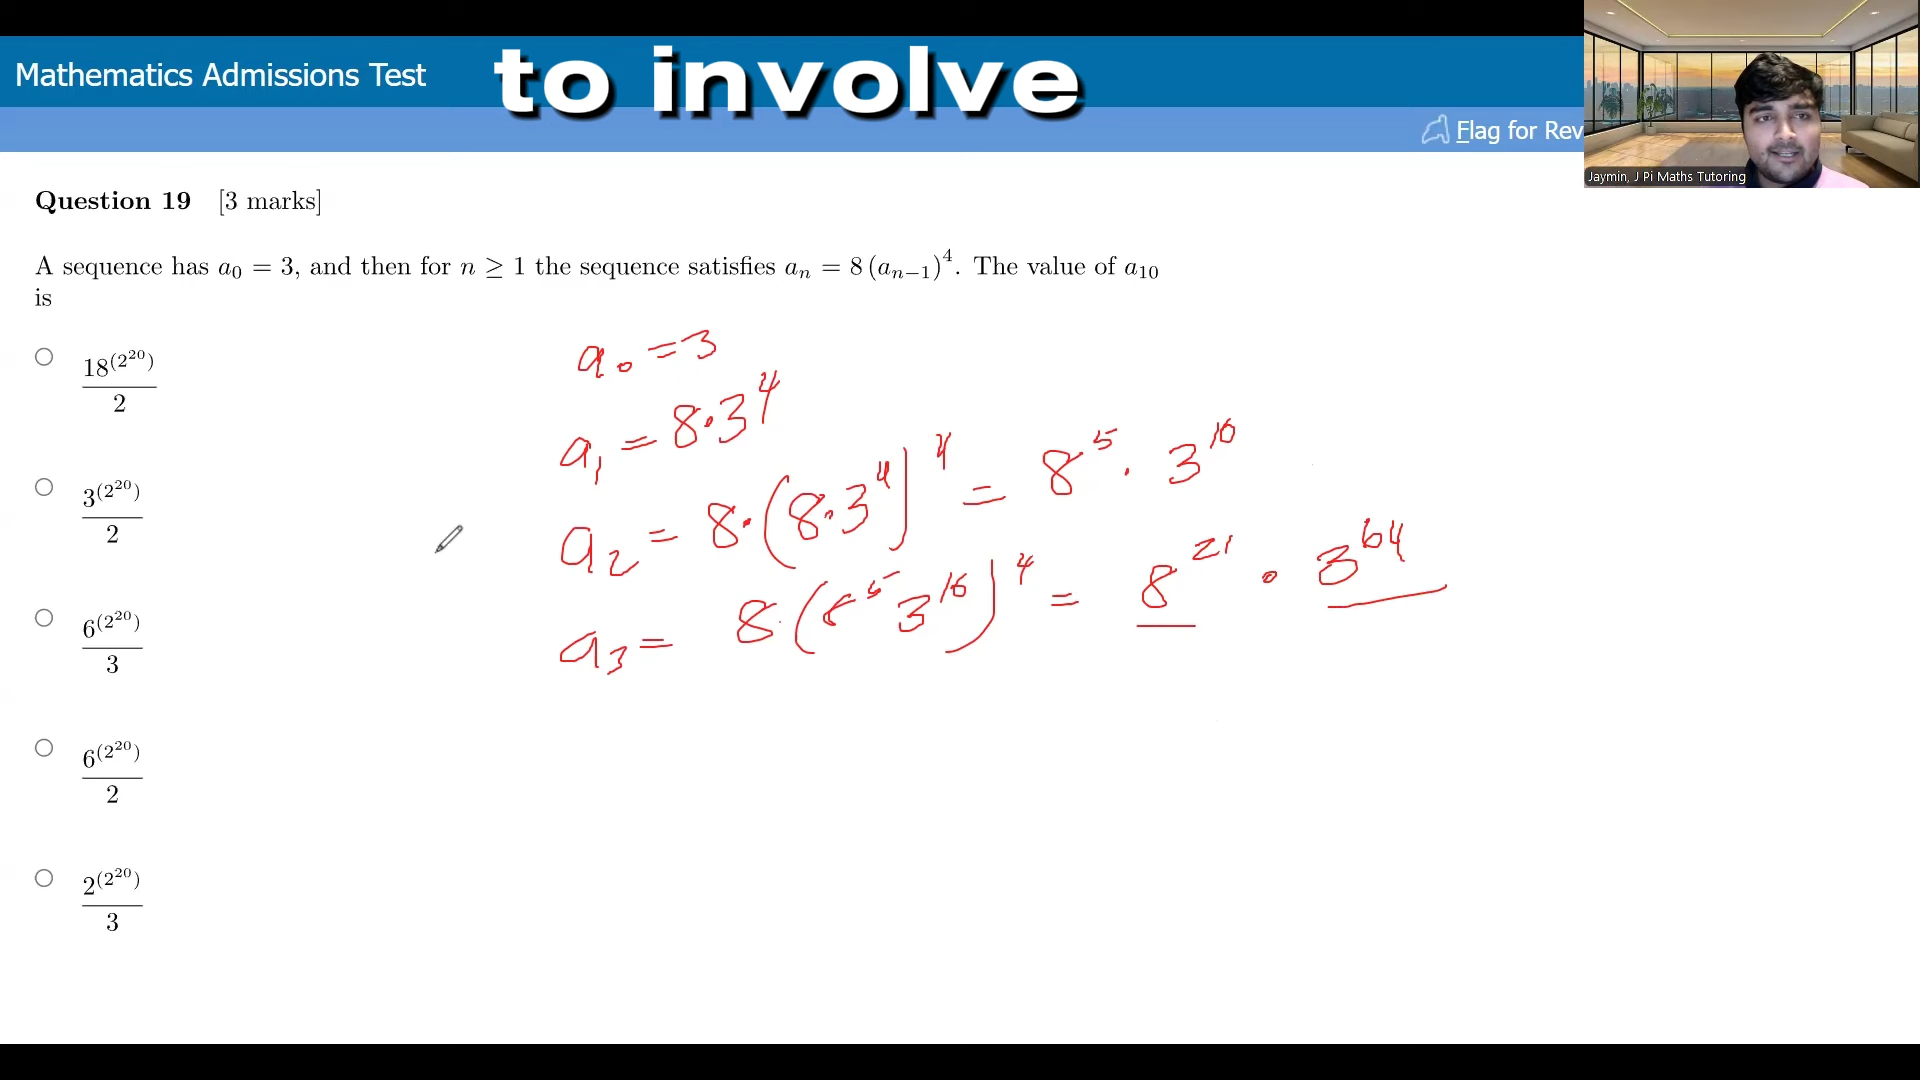 Mathematics Admissions Test
to involve
Flag for Rev
Jaymin, J Pi Maths Tutoring
Question 19 [3 marks]
A sequence has a₀ = 3, and then for n ≥ 1 the sequence satisfies aₙ = 8 (aₙ₋₁)⁴. The value of a₁₀
is
18^(2^20) / 2
3^(2^20) / 2
6^(2^20) / 3
6^(2^20) / 2
2^(2^20) / 3
a₀ = 3
a₁ = 8·3⁴
a₂ = 8·(8·3⁴)⁴ = 8⁵ · 3¹⁶
a₃ = 8·(8⁵ 3¹⁶)⁴ = 8²¹ · 3⁶⁴